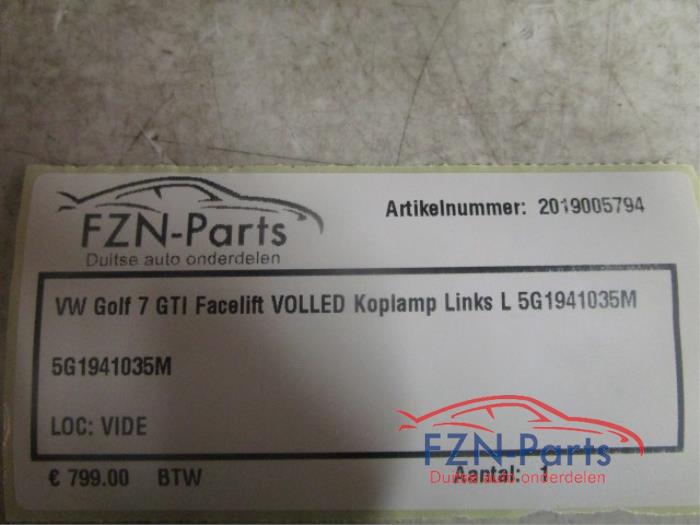 FZN-Parts
Duitse auto onderdelen
Artikelnummer: 2019005794
VW Golf 7 GTI Facelift VOLLED Koplamp Links L 5G1941035M
5G1941035M
LOC: VIDE
€ 799.00 BTW Aantal: 1
FZN-Parts
Duitse auto onderdelen